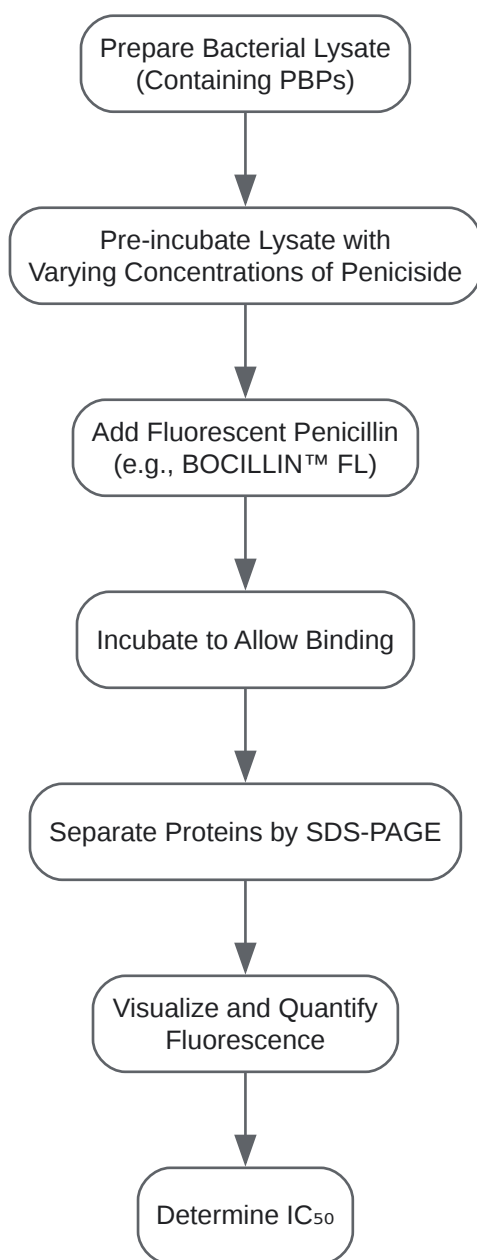 Prepare Bacterial Lysate
(Containing PBPs)
Pre-incubate Lysate with
Varying Concentrations of Peniciside
Add Fluorescent Penicillin
(e.g., BOCILLIN™ FL)
Incubate to Allow Binding
Separate Proteins by SDS-PAGE
Visualize and Quantify
Fluorescence
Determine IC₅₀